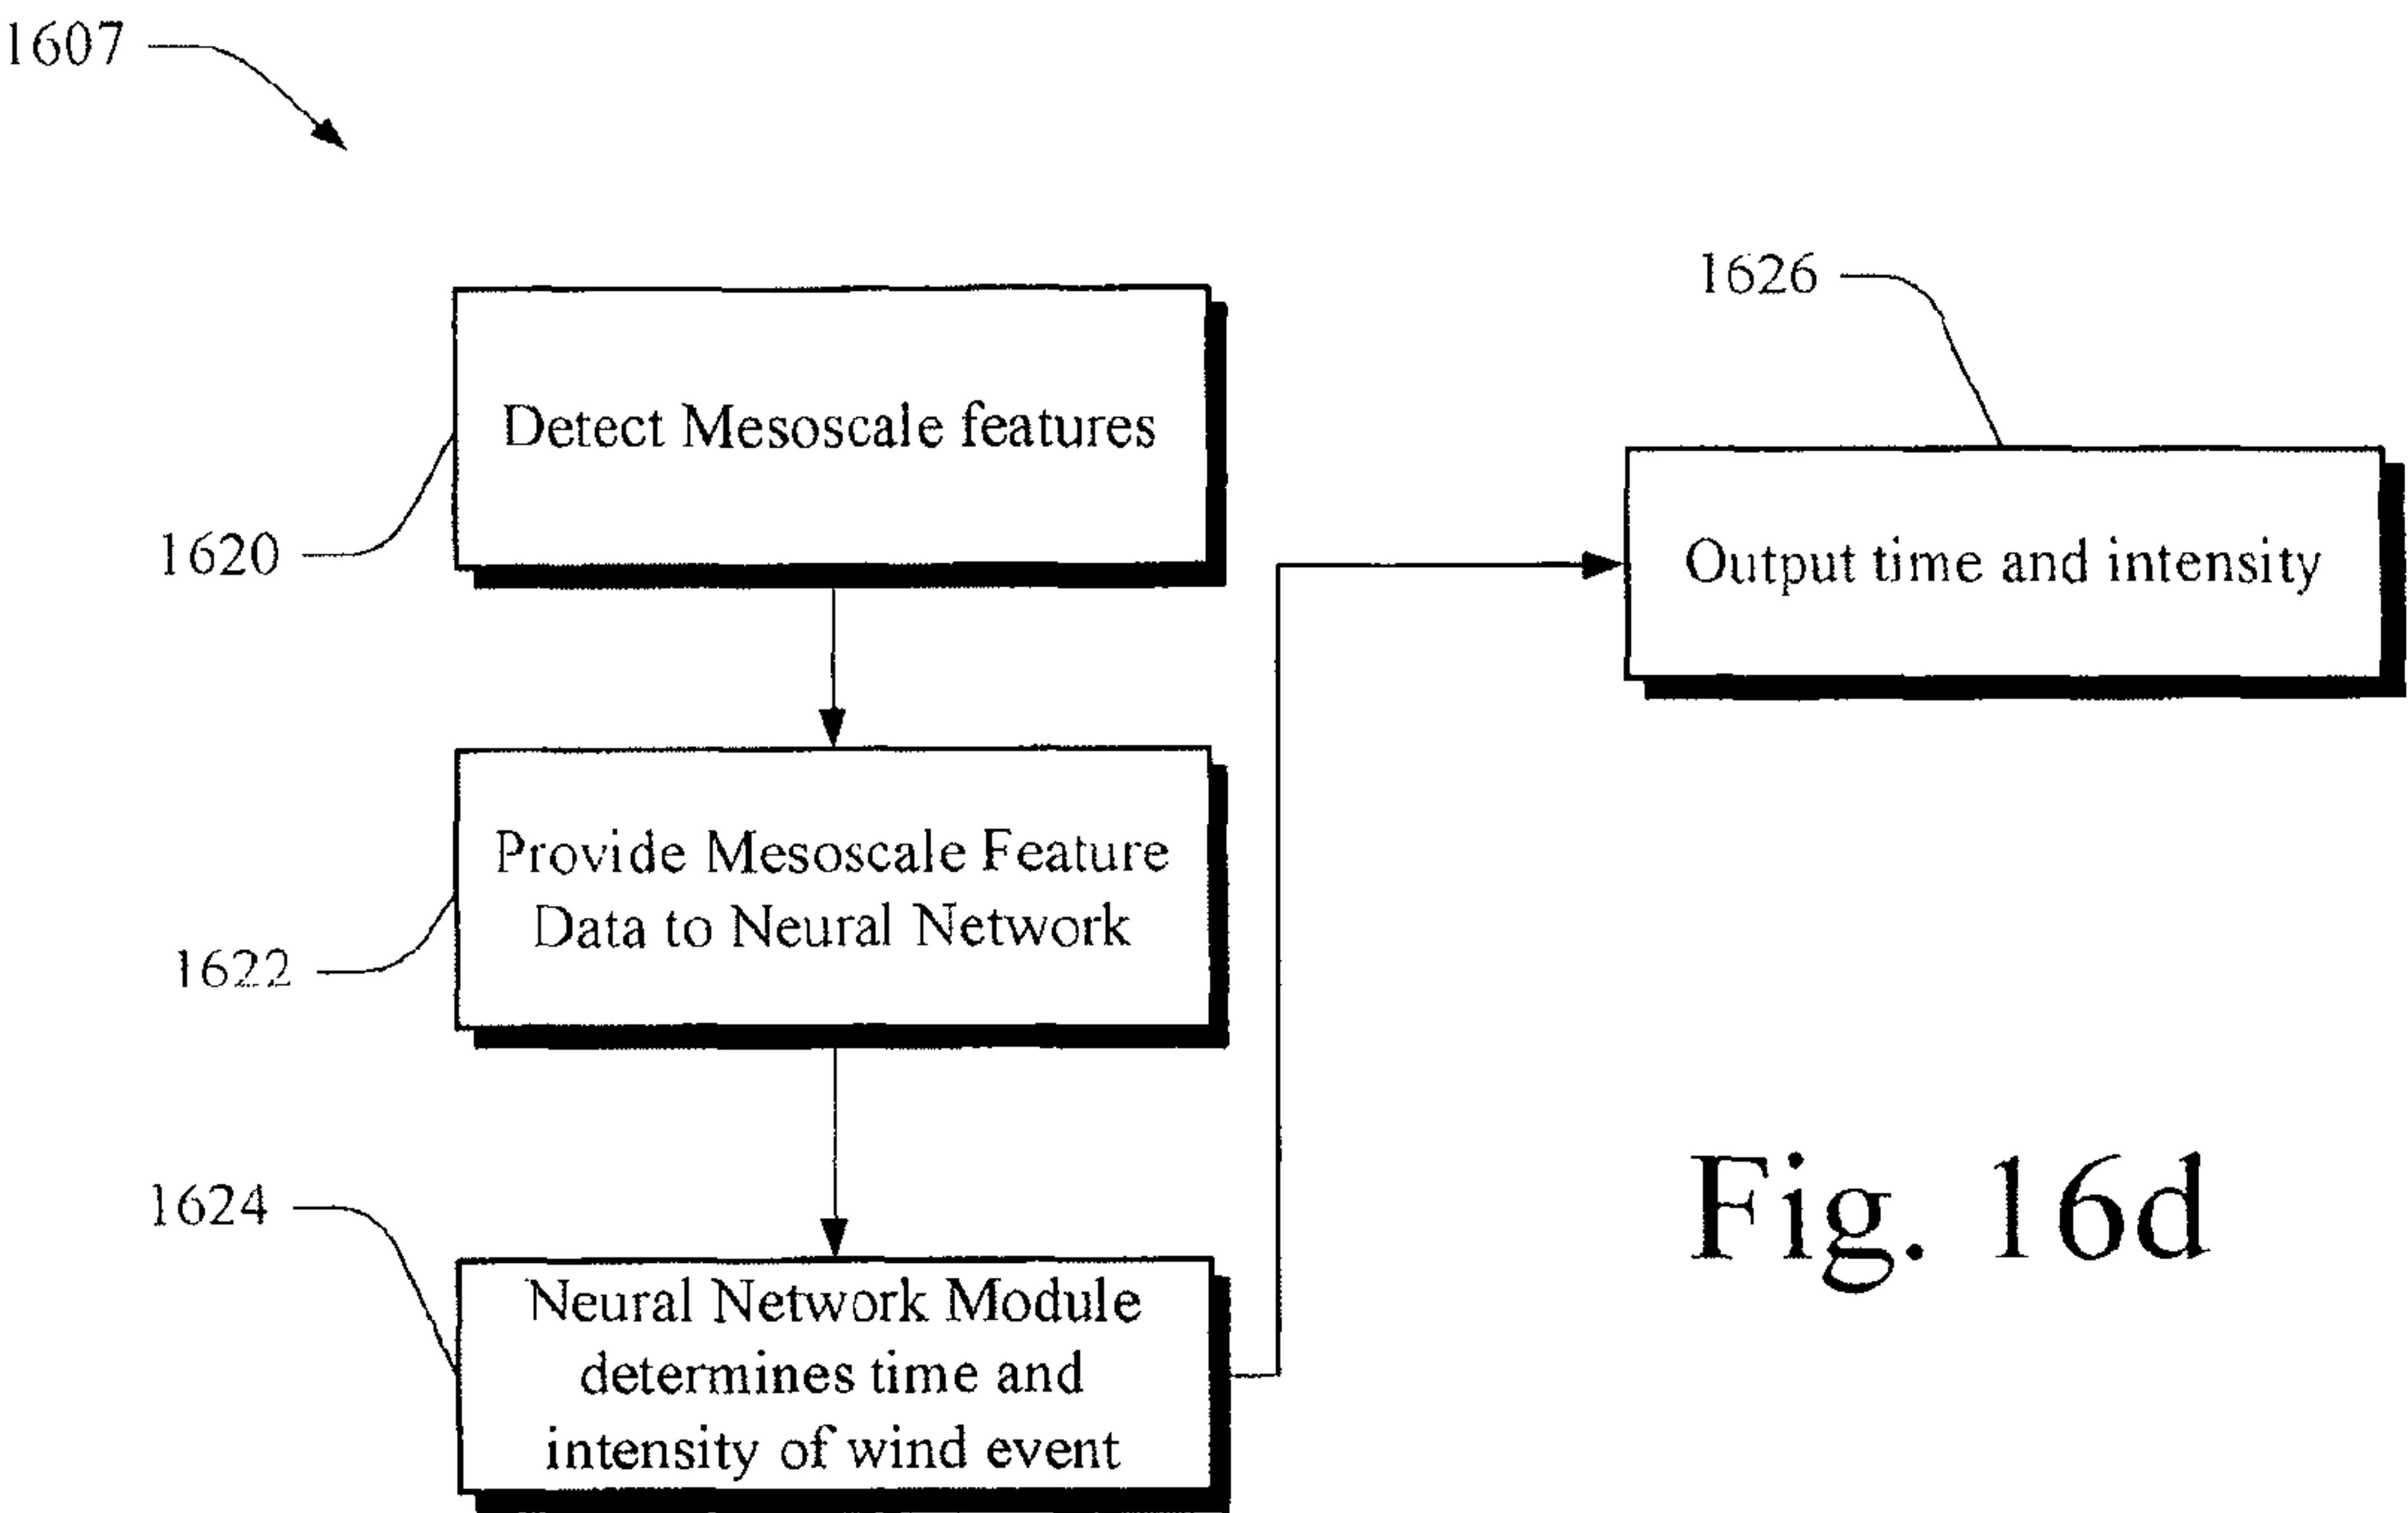 1607
1620
Detect Mesoscale features
1622
Provide Mesoscale Feature
Data to Neural Network
1624
Neural Network Module
determines time and
intensity of wind event
1626
Output time and intensity
Fig. 16d